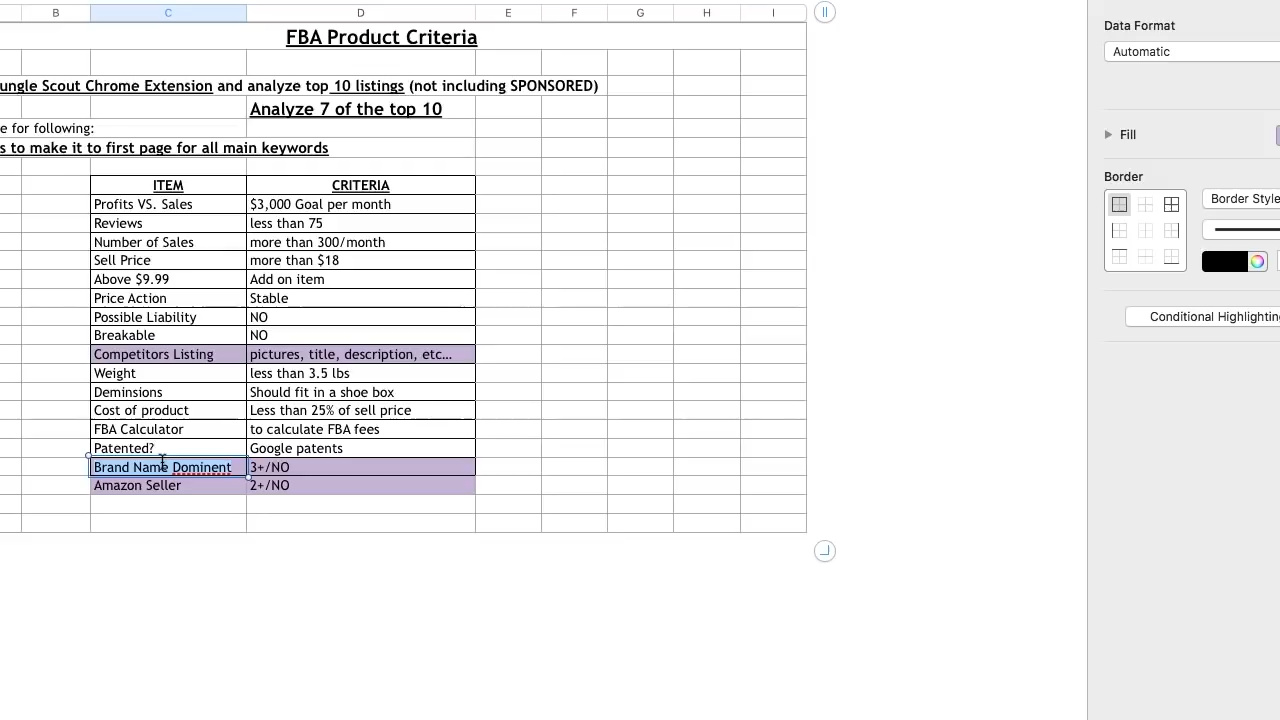 B C D E F G H I
Data Format
FBA Product Criteria
Automatic
ungle Scout Chrome Extension and analyze top 10 listings (not including SPONSORED)
Analyze 7 of the top 10
e for following:
Fill
s to make it to first page for all main keywords
Border
ITEM CRITERIA
Border Style
Profits VS. Sales $3,000 Goal per month
Reviews less than 75
Number of Sales more than 300/month
Sell Price more than $18
Above $9.99 Add on item
Price Action Stable
Possible Liability NO
Conditional Highlighting
Breakable NO
Competitors Listing pictures, title, description, etc...
Weight less than 3.5 lbs
Deminsions Should fit in a shoe box
Cost of product Less than 25% of sell price
FBA Calculator to calculate FBA fees
Patented? Google patents
Brand Name Dominent 3+/NO
Amazon Seller 2+/NO